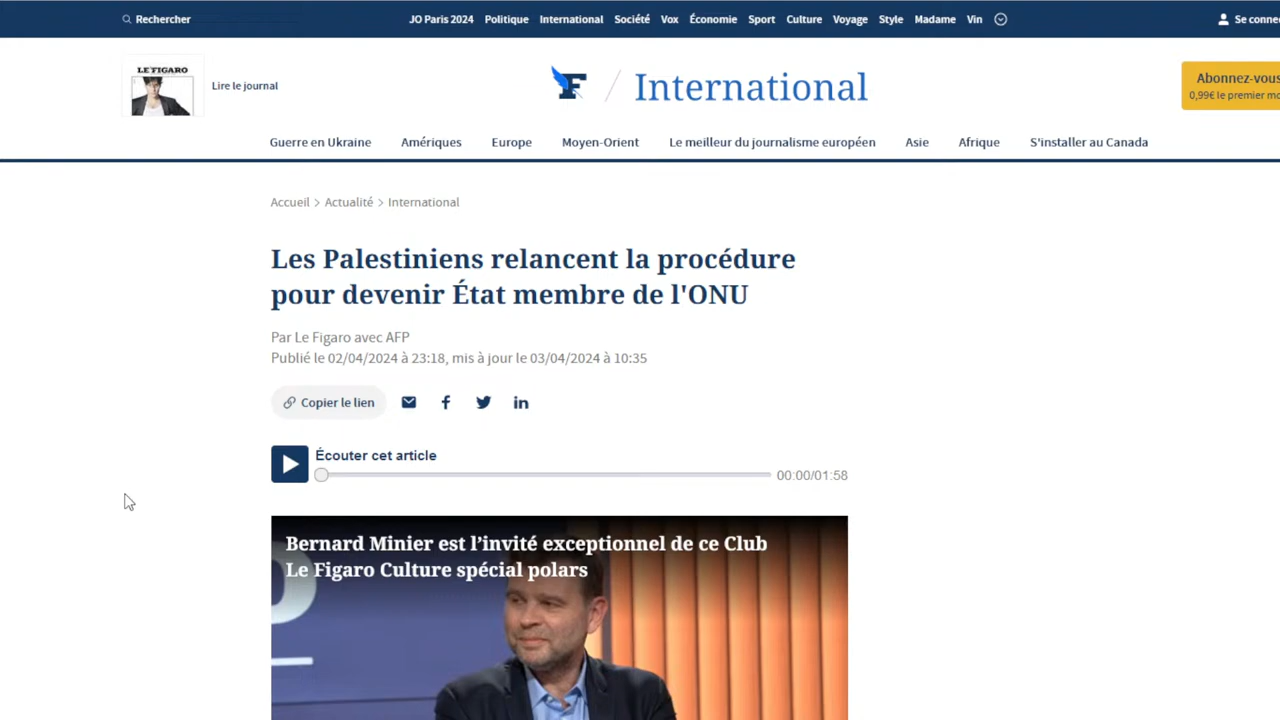 Rechercher
JO Paris 2024 Politique International Société Vox Économie Sport Culture Voyage Style Madame Vin
Se connec
LE FIGARO
Lire le journal
F / International
Abonnez-vous
0,99€ le premier mo
Guerre en Ukraine Amériques Europe Moyen-Orient Le meilleur du journalisme européen Asie Afrique S'installer au Canada
Accueil > Actualité > International
Les Palestiniens relancent la procédure
pour devenir État membre de l'ONU
Par Le Figaro avec AFP
Publié le 02/04/2024 à 23:18, mis à jour le 03/04/2024 à 10:35
Copier le lien
Écouter cet article
00:00/01:58
Bernard Minier est l’invité exceptionnel de ce Club
Le Figaro Culture spécial polars